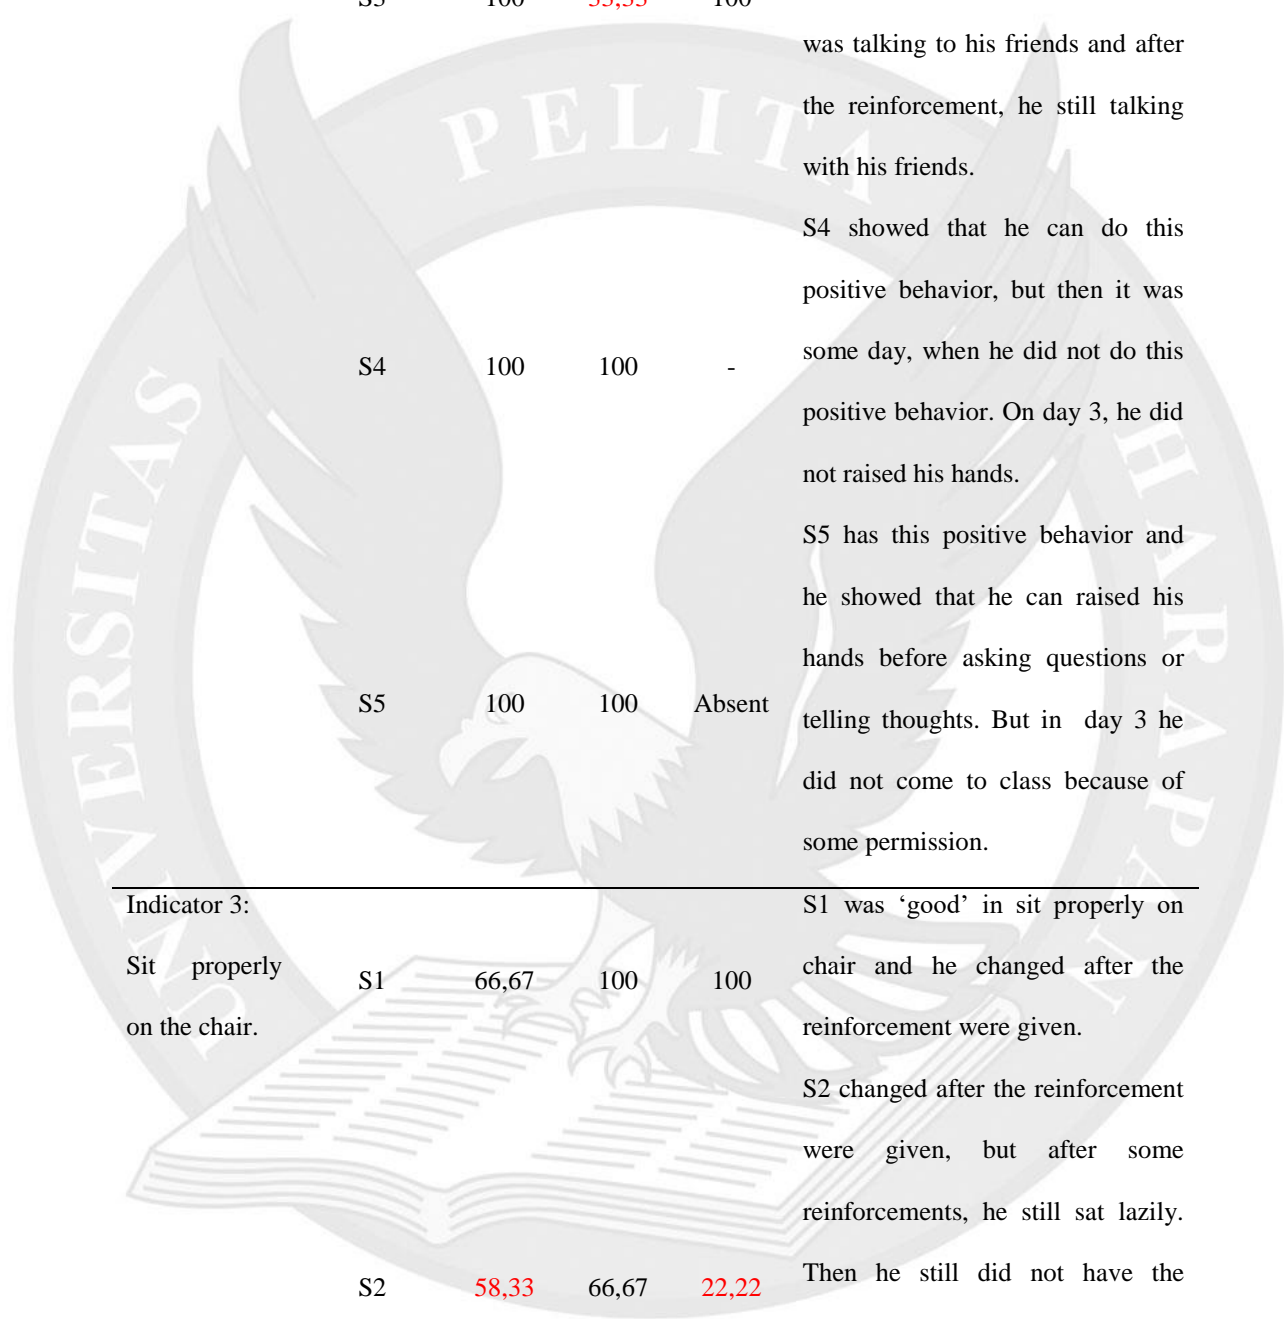 100 100
was talking to his friends and after
the reinforcement, he still talking
with his friends.
S4 showed that he can do this
positive behavior, but then it was
some day, when he did not do this
S4 100 100 -
positive behavior. On day 3, he did
not raised his hands.
S5 has this positive behavior and
he showed that he can raised his
hands before asking questions or
S5 100 100 Absent
telling thoughts. But in day 3 he
did not come to class because of
some permission.
Indicator 3:
Sit properly
on the chair.
S1 66,67 100 100
S1 was ‘good’ in sit properly on
chair and he changed after the
reinforcement were given.
S2 changed after the reinforcement
were given, but after some
reinforcements, he still sat lazily.
Then he still did not have the
S2 58,33 66,67 22,22
UNIVERSITAS PELITA HARAPAN